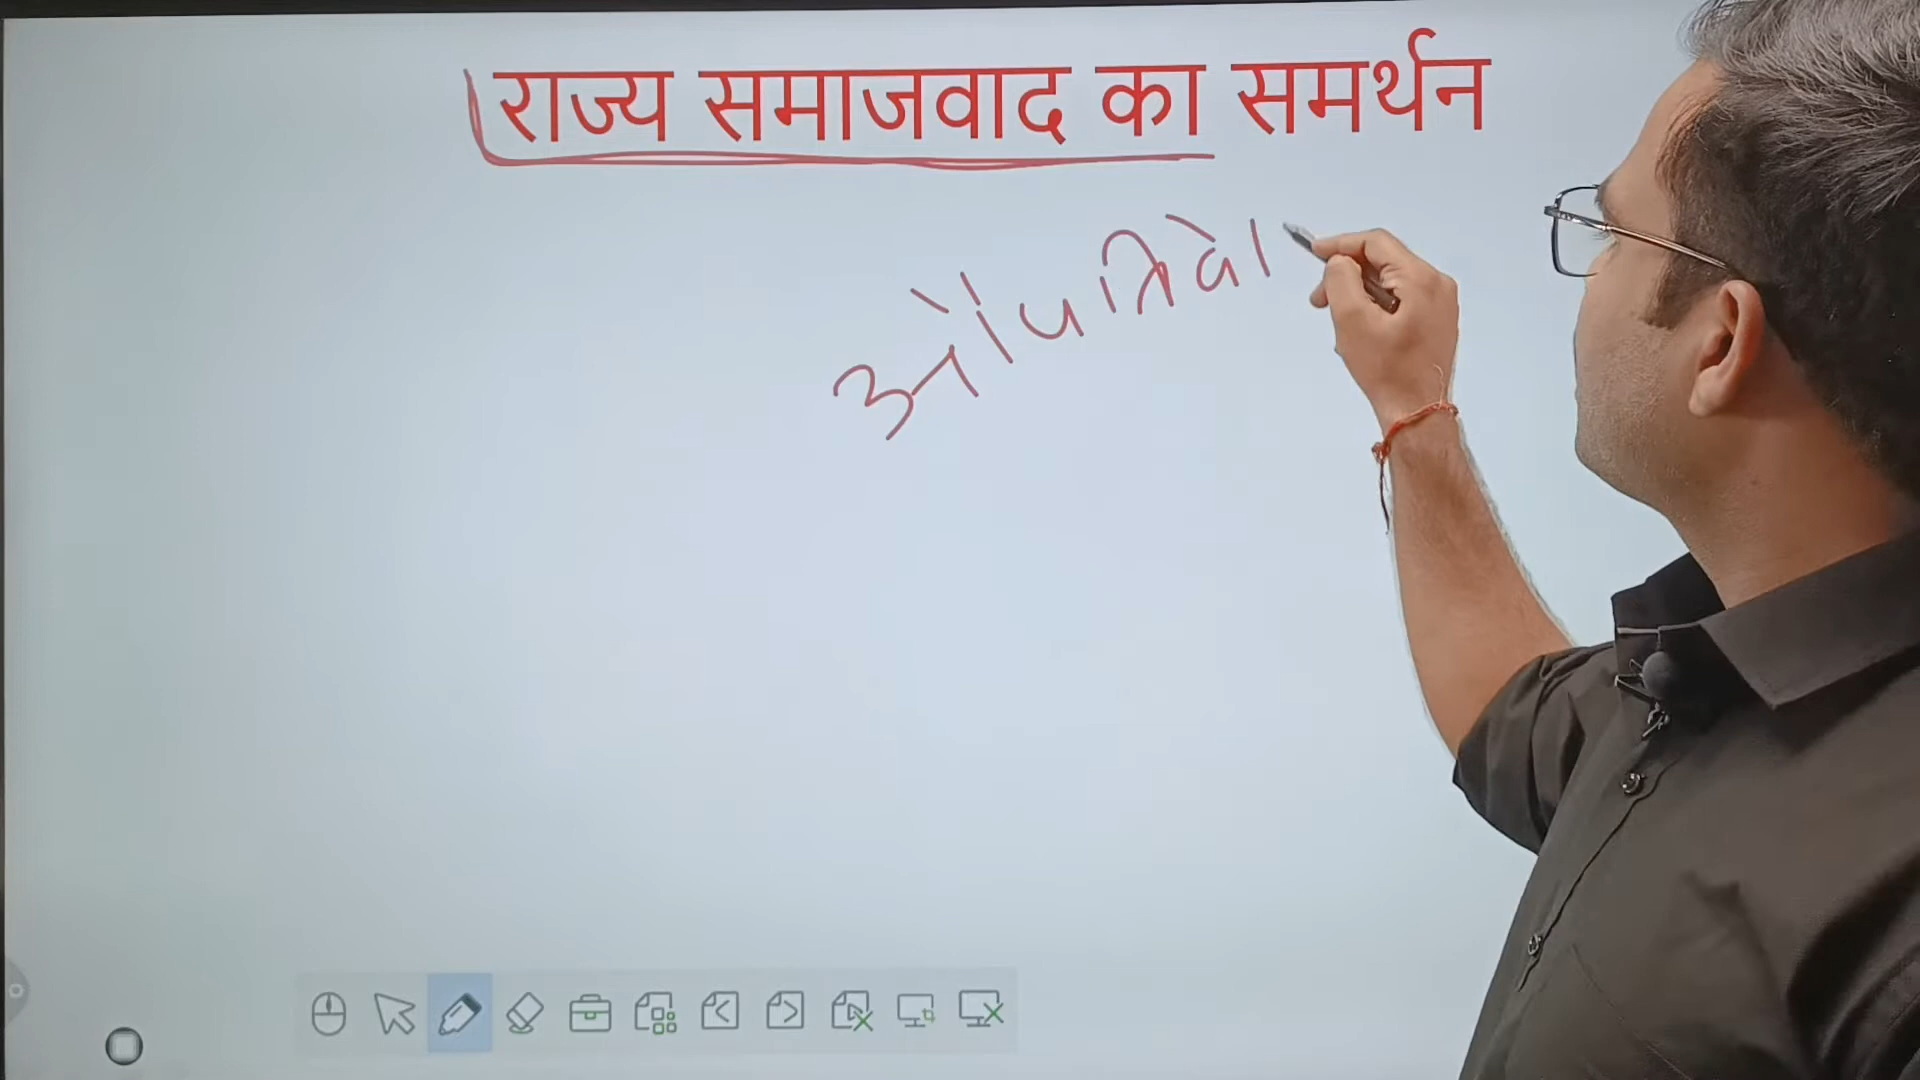 राज्य समाजवाद का समर्थन
औपनिवे